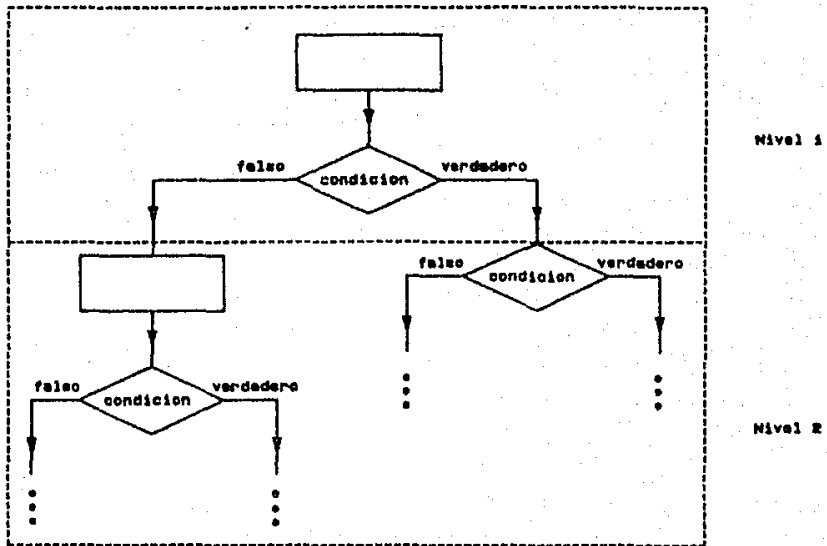 Nivel 1
falso
verdadero
condicion
falso
verdadero
condicion
falso
verdadero
condicion
Nivel 2